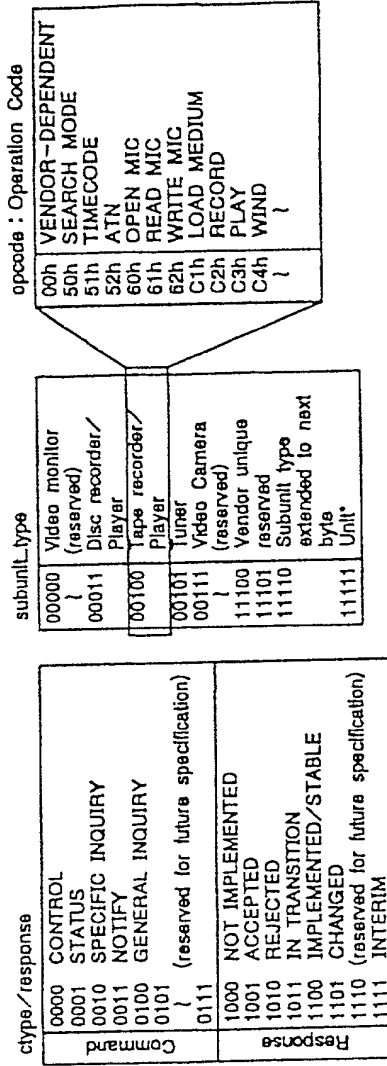 ctype/response
Command
0000 CONTROL
0001 STATUS
0010 SPECIFIC INQUIRY
0011 NOTIFY
0100 GENERAL INQUIRY
0101
≀ (reserved for future specification)
0111
Response
1000 NOT IMPLEMENTED
1001 ACCEPTED
1010 REJECTED
1011 IN TRANSITION
1100 IMPLEMENTED/STABLE
1101 CHANGED
1110 (reserved for future specification)
1111 INTERIM
subunit_type
00000 Video monitor
≀ (reserved)
00011 Disc recorder/
Player
00100 Tape recorder/
Player
00101 Tuner
00111 Video Camera
≀ (reserved)
11100 Vendor unique
11101 reserved
11110 Subunit type
extended to next
byte
11111 Unit*
opcode : Operation Code
00h VENDOR-DEPENDENT
50h SEARCH MODE
51h TIMECODE
52h ATN
60h OPEN MIC
61h READ MIC
62h WRITE MIC
C1h LOAD MEDIUM
C2h RECORD
C3h PLAY
C4h WIND
≀ ≀